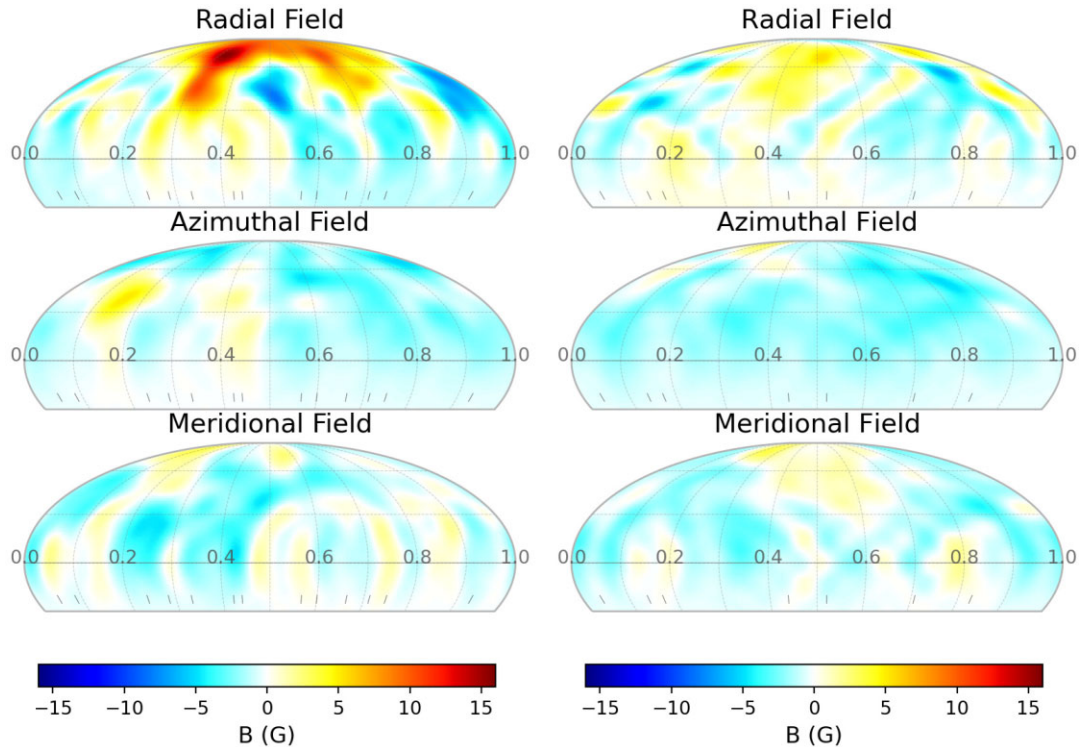 Radial Field Radial Field
0.0 0.2 0.4 0.6 0.8 1.0 0.0 0.2 0.4 0.6 0.8 1.0
Azimuthal Field Azimuthal Field
0.0 0.2 0.4 0.6 0.8 1.0 0.0 0.2 0.4 0.6 0.8 1.0
Meridional Field Meridional Field
0.0 0.2 0.4 0.6 0.8 1.0 0.0 0.2 0.4 0.6 0.8 1.0
−15 −10 −5 0 5 10 15 −15 −10 −5 0 5 10 15
B (G) B (G)